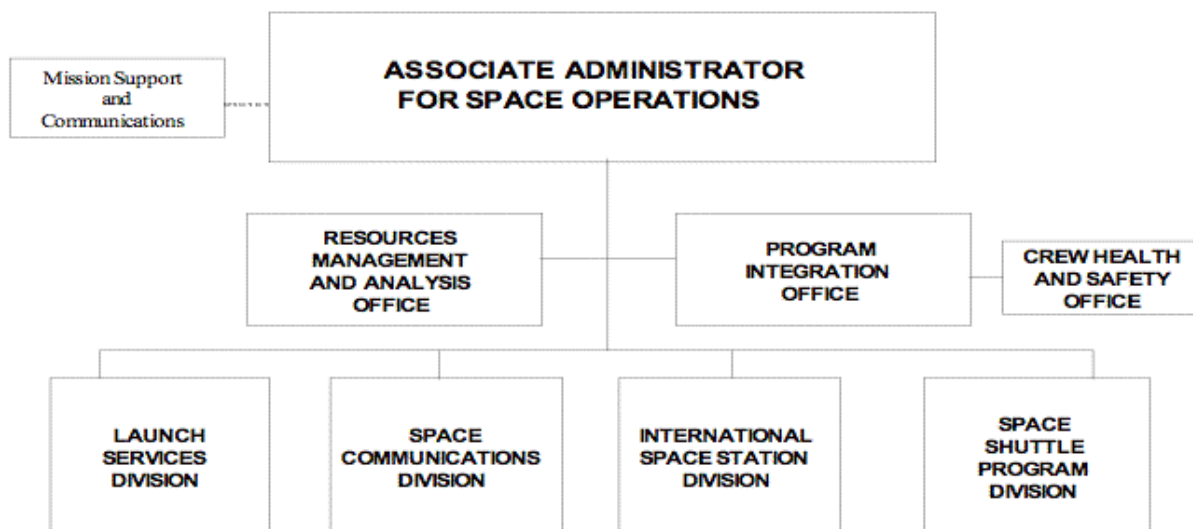 Mission Support
and
Communications
ASSOCIATE ADMINISTRATOR
FOR SPACE OPERATIONS
RESOURCES
MANAGEMENT
AND ANALYSIS
OFFICE
PROGRAM
INTEGRATION
OFFICE
CREW HEALTH
AND SAFETY
OFFICE
LAUNCH
SERVICES
DIVISION
SPACE
COMMUNICATIONS
DIVISION
INTERNATIONAL
SPACE STATION
DIVISION
SPACE
SHUTTLE
PROGRAM
DIVISION